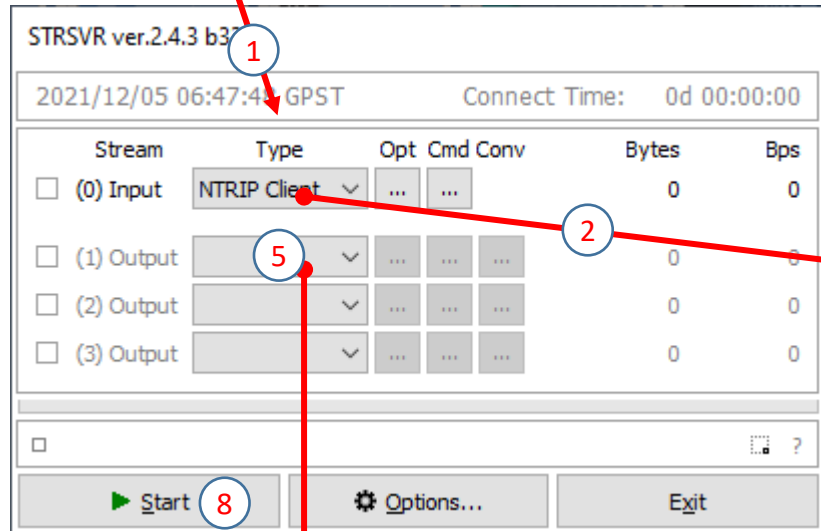 STRSVR ver.2.4.3
1
2021/12/05 06:47:48 GPST Connect Time: 0d 00:00:00
Stream Type Opt Cmd Conv Bytes Bps
(0) Input NTRIP Client ... ... 0 0
2
(1) Output 5 ... ... ... 0 0
(2) Output ... ... ... 0 0
(3) Output ... ... ... 0 0
?
Start 8 Options... Exit